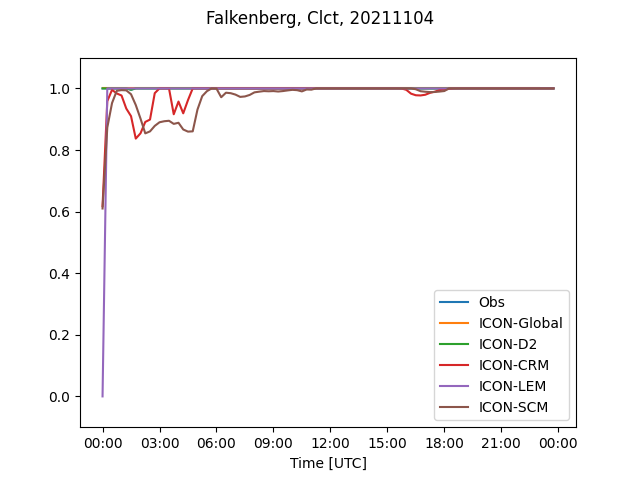 Falkenberg, Clct, 20211104
1.0
0.8
0.6
0.4
0.2
0.0
Obs
ICON-Global
ICON-D2
ICON-CRM
ICON-LEM
ICON-SCM
00:00 03:00 06:00 09:00 12:00 15:00 18:00 21:00 00:00
Time [UTC]